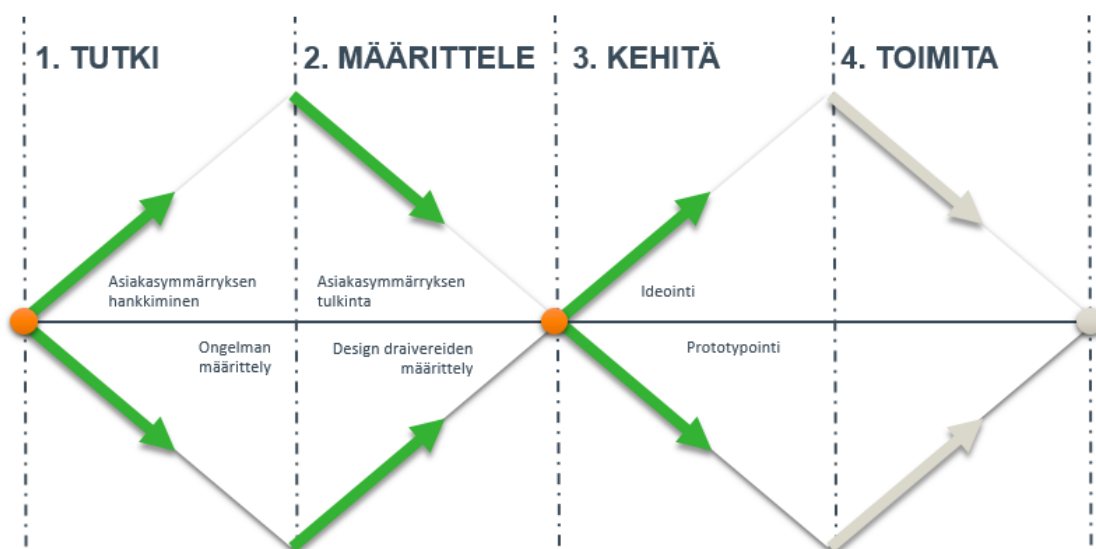 1. TUTKI
2. MÄÄRITTELE
3. KEHITÄ
4. TOIMITA
Asiakasymmärryksen
hankkiminen
Ongelman
määrittely
Asiakasymmärryksen
tulkinta
Design draivereiden
määrittely
Ideointi
Prototypointi